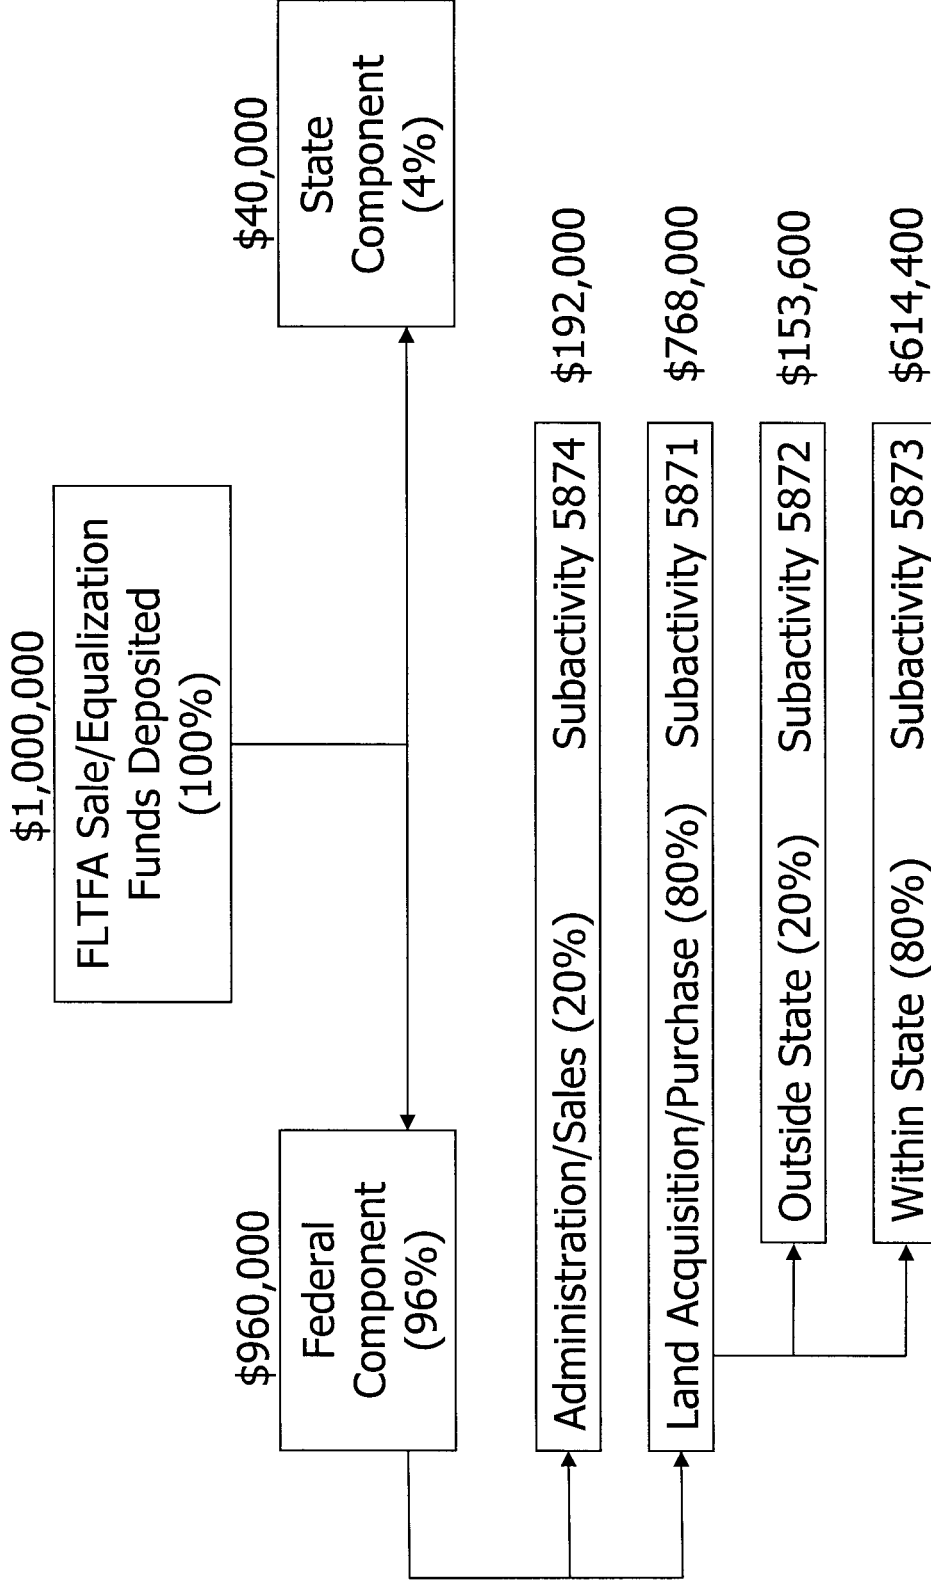 $1,000,000
FLTFA Sale/Equalization
Funds Deposited
(100%)
$960,000
Federal
Component
(96%)
$40,000
State
Component
(4%)
Administration/Sales (20%) Subactivity 5874 $192,000
Land Acquisition/Purchase (80%) Subactivity 5871 $768,000
Outside State (20%) Subactivity 5872 $153,600
Within State (80%) Subactivity 5873 $614,400